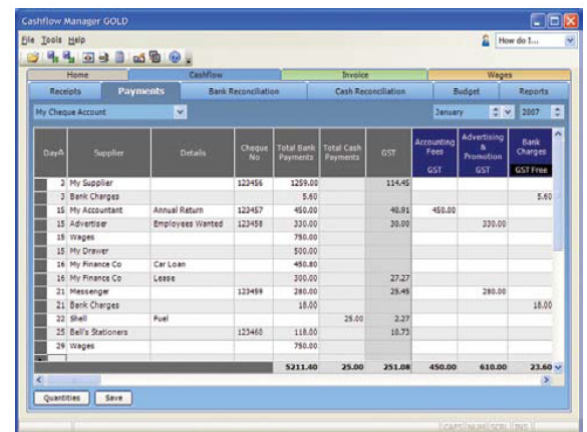 Cashflow Manager GOLD
File Tools Help
How do I...
Home Cashflow Invoice Wages
Receipts Payments Bank Reconciliation Cash Reconciliation Budget Reports
My Cheque Account January 2007
Day Supplier Details Cheque No Total Bank Payments Total Cash Payments GST Accounting Fees GST Advertising & Promotion GST Bank Charges GST Free
3 My Supplier 123456 1259.00 114.45
3 Bank Charges 5.60 5.60
15 My Accountant Annual Return 123457 450.00 40.91 450.00
15 Advertiser Employees Wanted 123458 330.00 30.00 330.00
15 Wages 750.00
15 My Drawer 500.00
16 My Finance Co Car Loan 450.80
16 My Finance Co Lease 300.00 27.27
21 Messenger 123459 280.00 25.45 280.00
21 Bank Charges 18.00 18.00
22 Shell Fuel 25.00 2.27
25 Bell's Stationers 123460 118.00 10.73
29 Wages 750.00
5211.40 25.00 251.08 450.00 610.00 23.60
Quantities Save
CAPS NUM SCRL INS